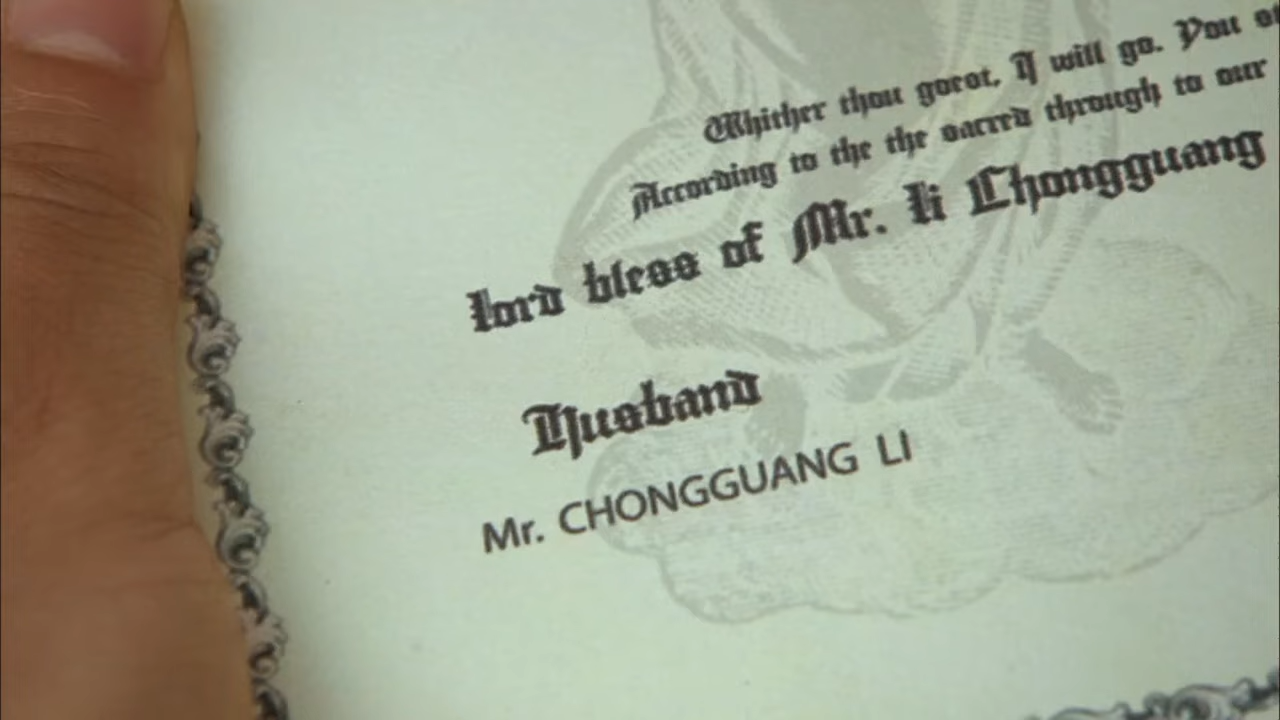 Whither thou goest, I will go. You
According to the the sacred through to our
lord bless of Mr. li Chongguang
Husband
Mr. CHONGGUANG LI